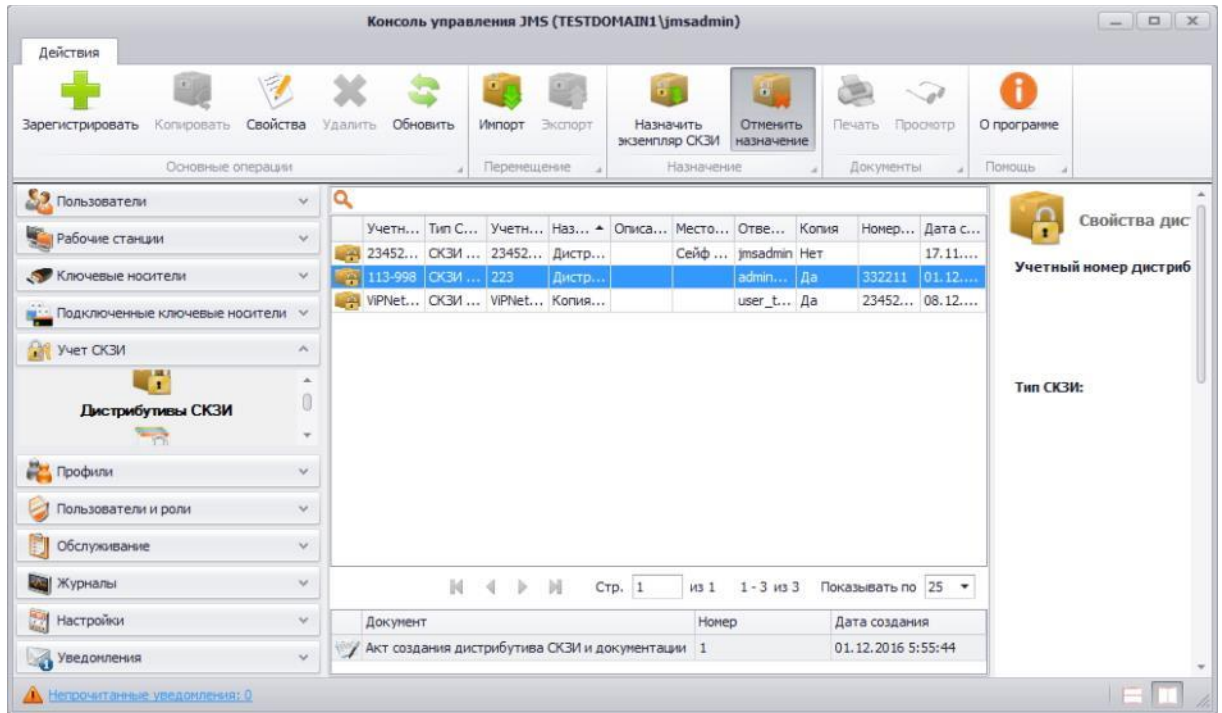 Консоль управления JMS (TESTDOMAIN1\jmsadmin)
Действия
Зарегистрировать Копировать Свойства Удалить Обновить Импорт Экспорт Назначить экземпляр СКЗИ Отменить назначение Печать Просмотр О программе
Основные операции Перемещение Назначение Документы Помощь
Пользователи
Рабочие станции
Ключевые носители
Подключенные ключевые носители
Учет СКЗИ
Дистрибутивы СКЗИ
Профили
Пользователи и роли
Обслуживание
Журналы
Настройки
Уведомления
Учетн... Тип С... Учетн... Наз... Описа... Место... Отве... Копия Номер... Дата с...
23452... СКЗИ ... 23452... Дистр... Сейф ... jmsadmin Нет 17.11....
113-998 СКЗИ ... 223 Дистр... admin... Да 332211 01.12....
ViPNet... СКЗИ ... ViPNet... Копия... user_t... Да 23452... 08.12....
Стр. 1 из 1 1 - 3 из 3 Показывать по 25
Документ Номер Дата создания
Акт создания дистрибутива СКЗИ и документации 1 01.12.2016 5:55:44
Свойства дис
Учетный номер дистриб
Тип СКЗИ:
Непрочитанные уведомления: 0